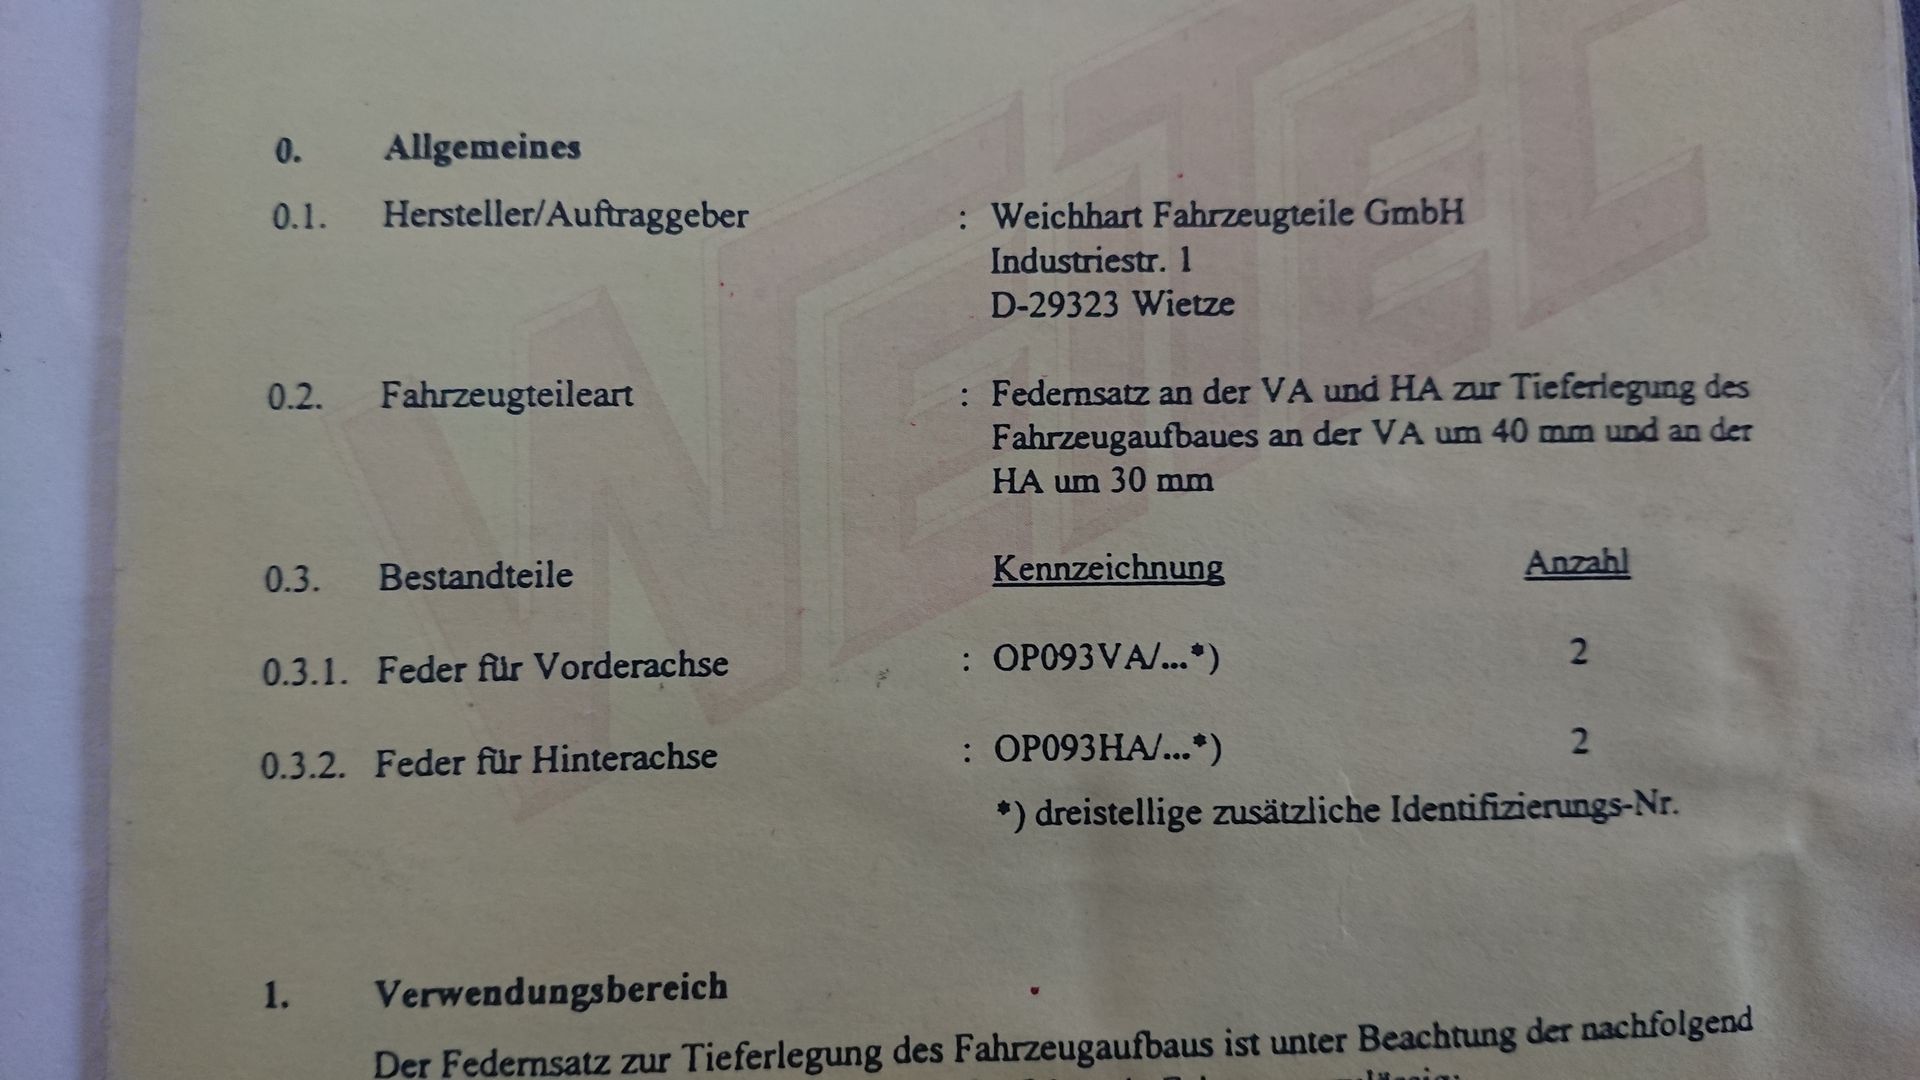 WEITEC
0. Allgemeines
0.1. Hersteller/Auftraggeber : Weichhart Fahrzeugteile GmbH
Industriestr. 1
D-29323 Wietze
0.2. Fahrzeugteileart : Federnsatz an der VA und HA zur Tieferlegung des
Fahrzeugaufbaues an der VA um 40 mm und an der
HA um 30 mm
0.3. Bestandteile Kennzeichnung Anzahl
0.3.1. Feder für Vorderachse : OP093VA/...*) 2
0.3.2. Feder für Hinterachse : OP093HA/...*) 2
*) dreistellige zusätzliche Identifizierungs-Nr.
1. Verwendungsbereich
Der Federnsatz zur Tieferlegung des Fahrzeugaufbaus ist unter Beachtung der nachfolgend